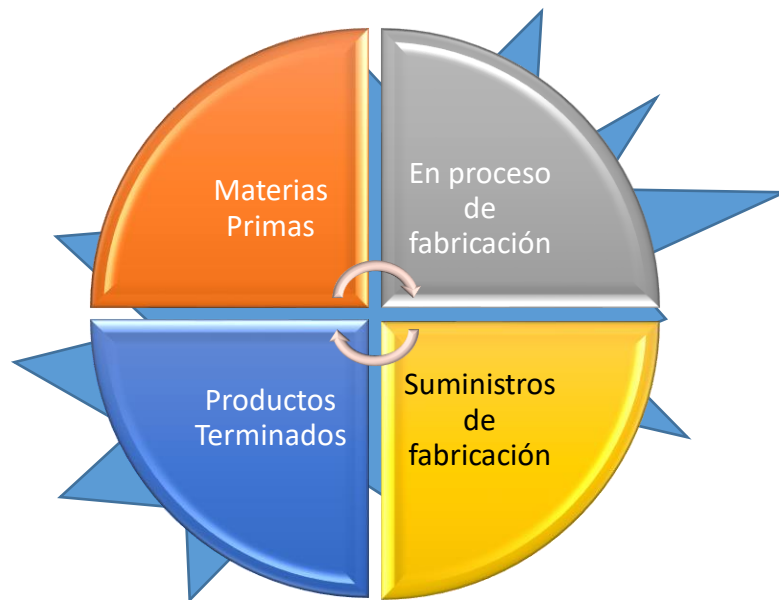 Materias
Primas
En proceso
de
fabricación
Productos
Terminados
Suministros
de
fabricación